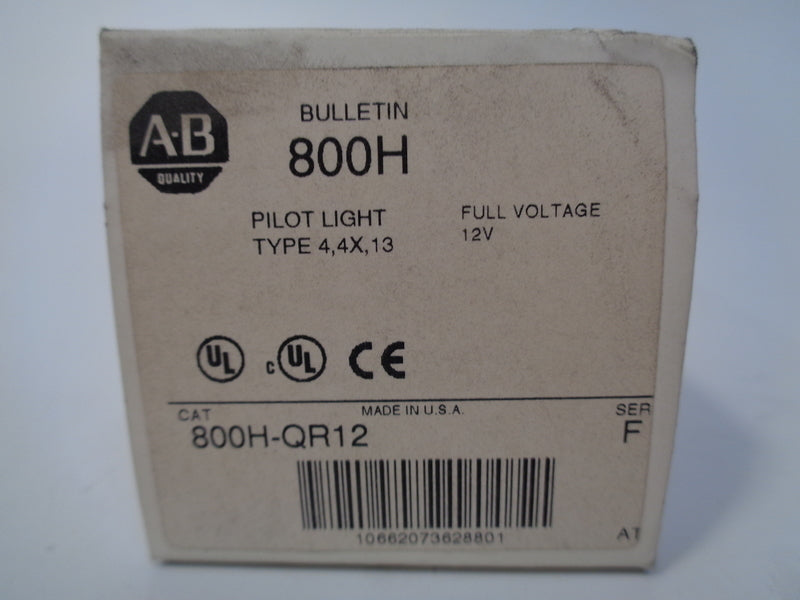 A-B
QUALITY
BULLETIN
800H
PILOT LIGHT
TYPE 4,4X,13
FULL VOLTAGE
12V
UL
c UL
CE
MADE IN U.S.A.
CAT
800H-QR12
SER
F
10662073628801
AT